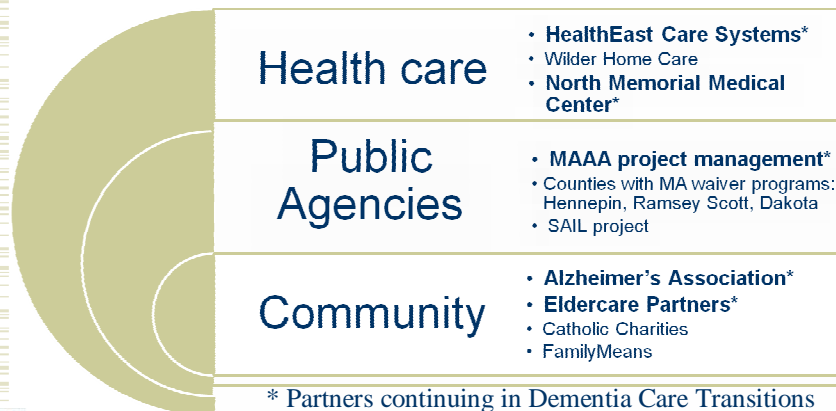 Health care
• HealthEast Care Systems*
• Wilder Home Care
• North Memorial Medical
Center*
Public
Agencies
• MAAA project management*
• Counties with MA waiver programs:
Hennepin, Ramsey Scott, Dakota
• SAIL project
Community
• Alzheimer's Association*
• Eldercare Partners*
• Catholic Charities
• FamilyMeans
* Partners continuing in Dementia Care Transitions